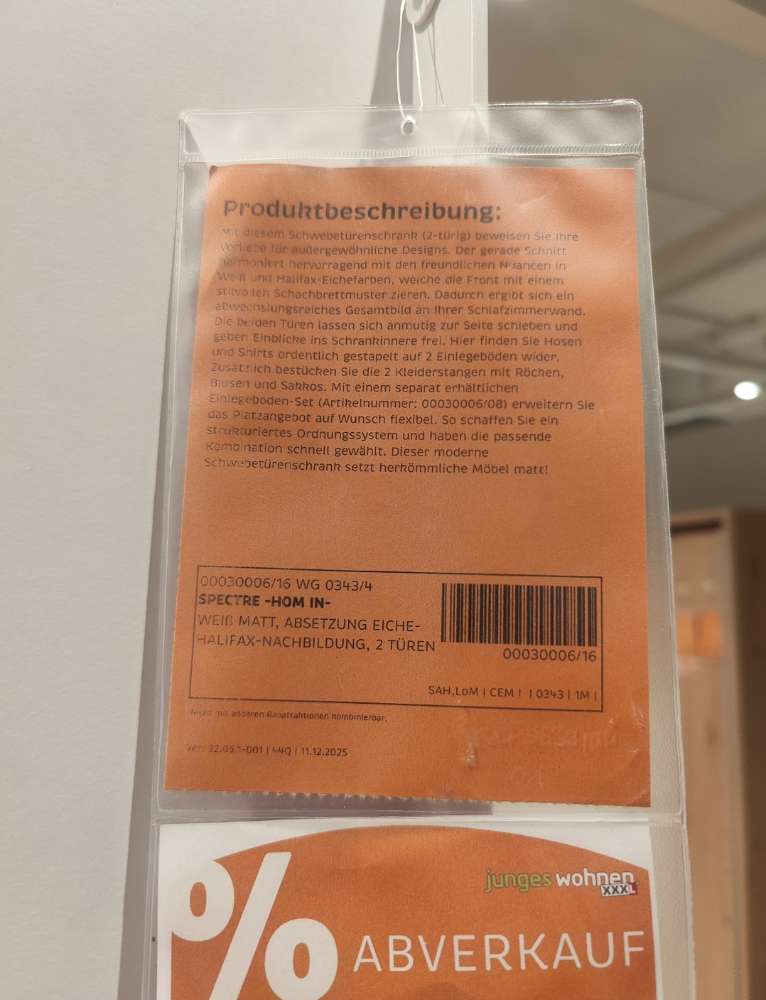 Produktbeschreibung:
Mit diesem Schwebetürenschrank (2-türig) beweisen Sie Ihre
Vorliebe für außergewöhnliche Designs. Der gerade Schnitt
harmoniert hervorragend mit den freundlichen Nuancen in
Weiß und Halifax-Eichefarben, welche die Front mit einem
stilvollen Schachbrettmuster zieren. Dadurch ergibt sich ein
abwechslungsreiches Gesamtbild an Ihrer Schlafzimmerwand.
Die beiden Türen lassen sich anmutig zur Seite schieben und
geben Einblicke ins Schrankinnere frei. Hier finden Sie Hosen
und Shirts ordentlich gestapelt auf 2 Einlegeböden wider.
Zusätzlich bestücken Sie die 2 Kleiderstangen mit Röcken,
Blusen und Sakkos. Mit einem separat erhältlichen
Einlegeboden-Set (Artikelnummer: 00030006/08) erweitern Sie
das Platzangebot auf Wunsch flexibel. So schaffen Sie ein
strukturiertes Ordnungssystem und haben die passende
Kombination schnell gewählt. Dieser moderne
Schwebetürenschrank setzt herkömmliche Möbel matt!
00030006/16 WG 0343/4
SPECTRE -HOM IN-
WEIß MATT, ABSETZUNG EICHE-
HALIFAX-NACHBILDUNG, 2 TÜREN
00030006/16
SAH,LoM | CEM | | 0343 | 1M |
Nicht mit anderen Rabattaktionen kombinierbar.
Ver: 22.05.1-001 | 44Q | 11.12.2025
junges wohnen
XXXL
% ABVERKAUF